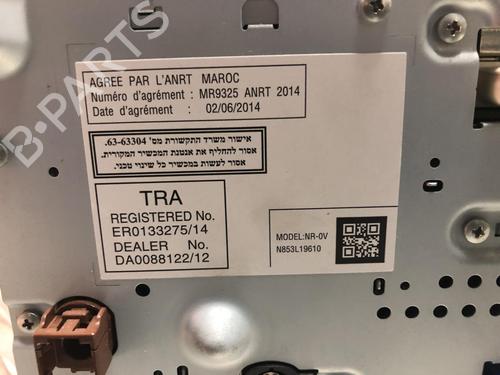 B-PARTS
AGREE PAR L'ANRT MAROC
Numéro d'agrément : MR9325 ANRT 2014
Date d'agrément : 02/06/2014
אישור משרד התקשורת מס' 63-63304.
אסור להחליף את אנטנת המכשיר המקורית.
אסור לעשות במכשיר כל שינוי טכני.
TRA
REGISTERED No.
ER0133275/14
DEALER No.
DA0088122/12
MODEL:NR-0V
N853L19610